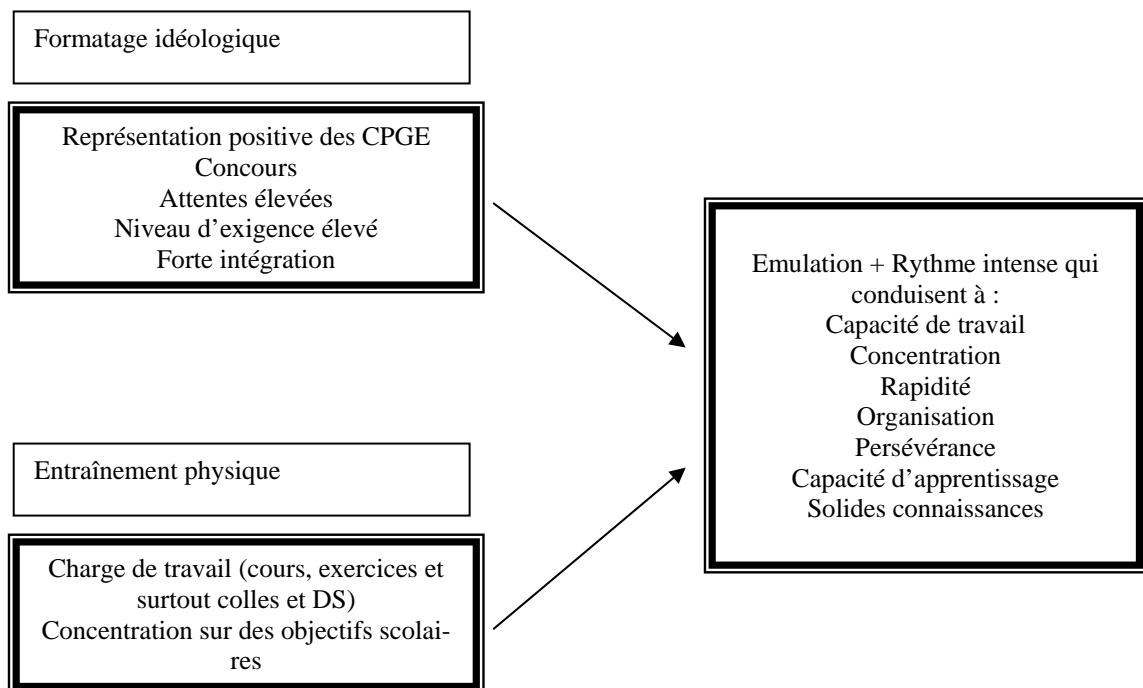 Formatage idéologique
Représentation positive des CPGE
Concours
Attentes élevées
Niveau d'exigence élevé
Forte intégration
Emulation + Rythme intense qui
conduisent à :
Capacité de travail
Concentration
Rapidité
Organisation
Persévérance
Capacité d'apprentissage
Solides connaissances
Entraînement physique
Charge de travail (cours, exercices et
surtout colles et DS)
Concentration sur des objectifs scolai-
res